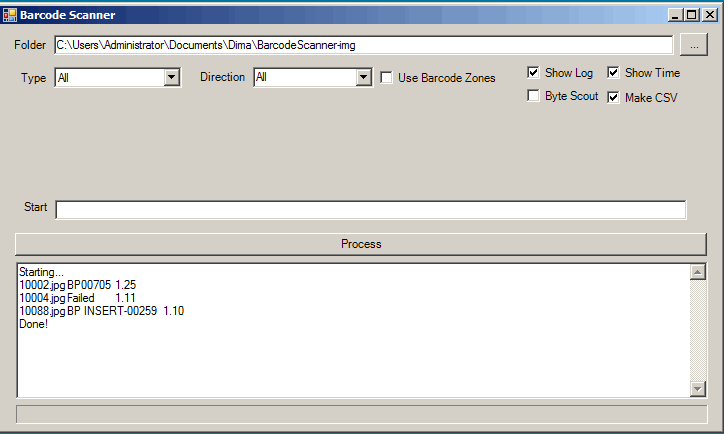 Barcode Scanner
Folder C:\Users\Administrator\Documents\Dima\BarcodeScanner-img ...
Type All Direction All Use Barcode Zones Show Log Show Time
Byte Scout Make CSV
Start
Process
Starting...
10002.jpg BP00705 1.25
10004.jpg Failed 1.11
10088.jpg BP INSERT-00259 1.10
Done!